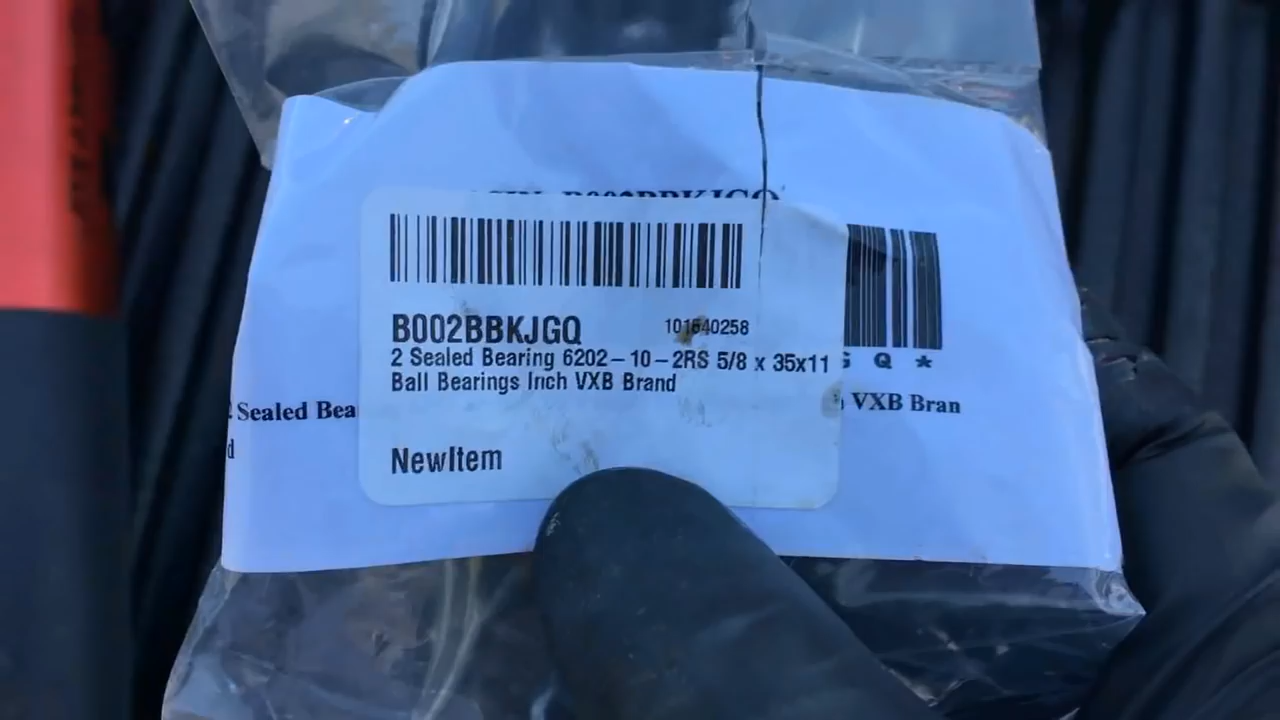 B002BBKJGQ
B002BBKJGQ 101640258
2 Sealed Bearing 6202-10-2RS 5/8 x 35x11
Ball Bearings Inch VXB Brand
G Q *
Sealed Bea VXB Bran
d
NewItem